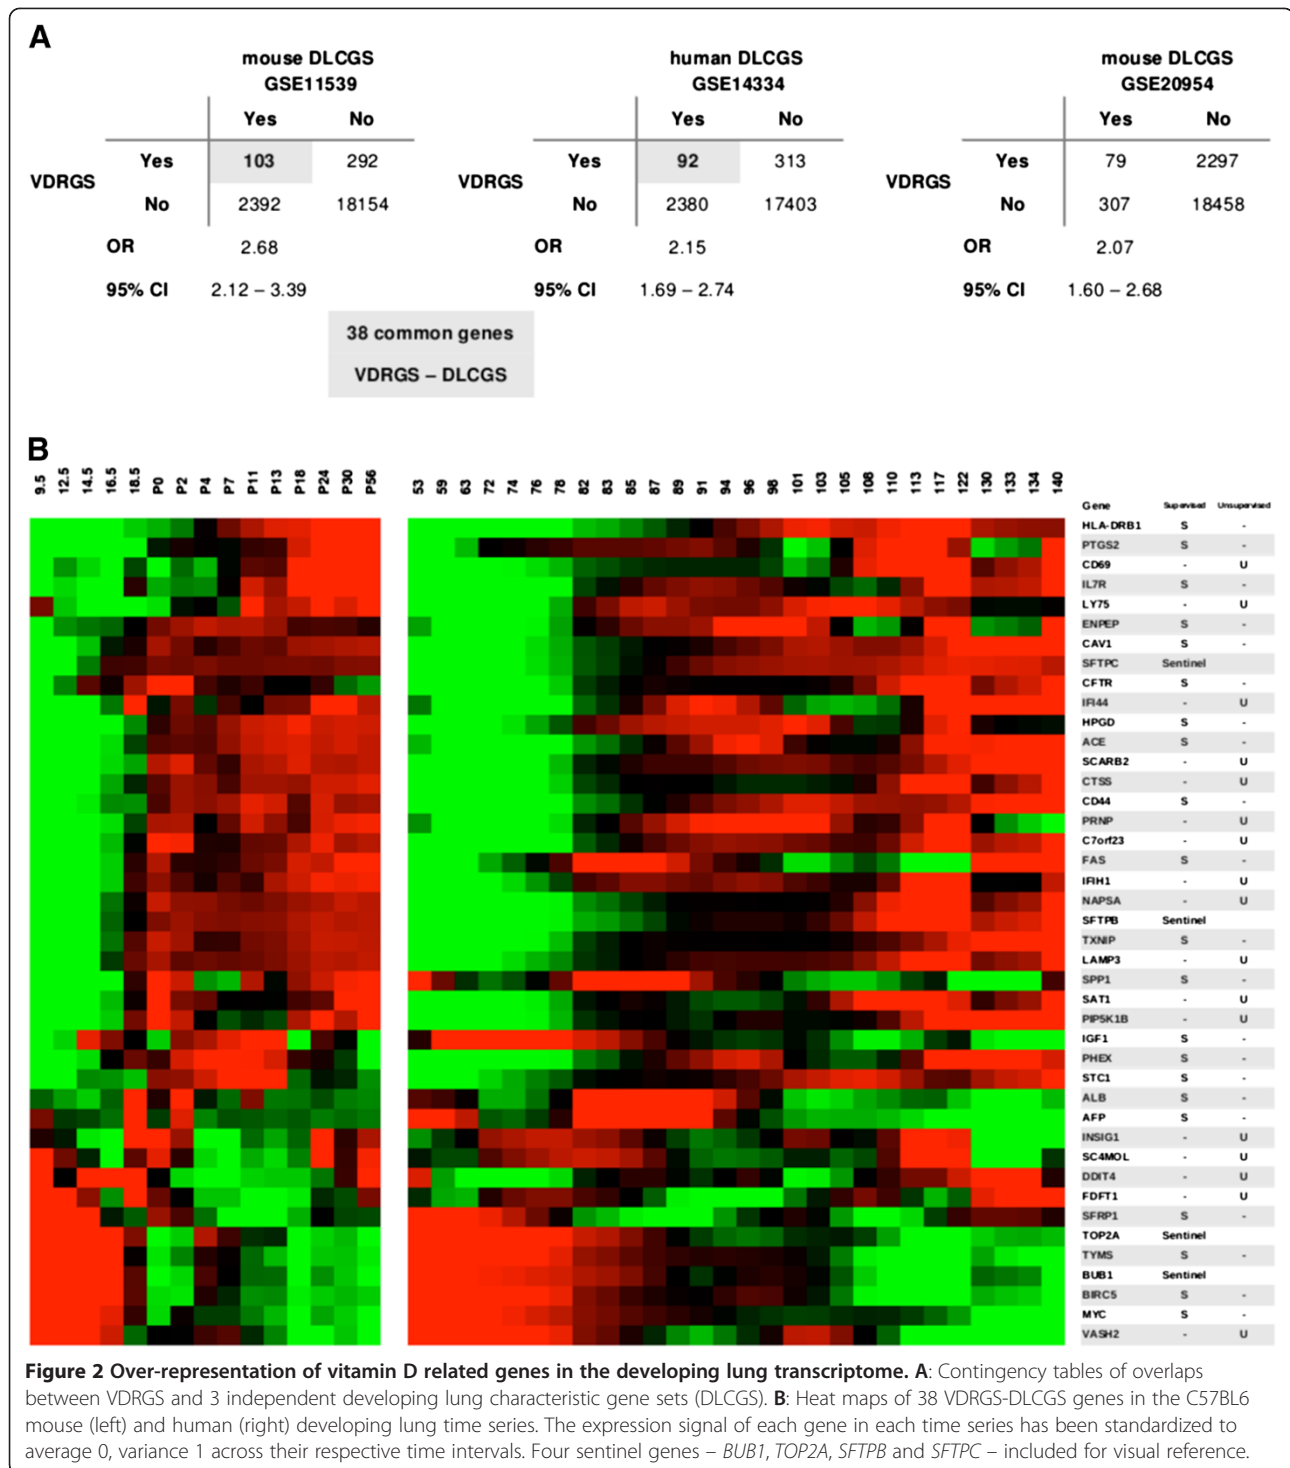 A
mouse DLCGS
GSE11539
Yes No
VDRGS
Yes 103 292
No 2392 18154
OR 2.68
95% CI 2.12 – 3.39
human DLCGS
GSE14334
Yes No
VDRGS
Yes 92 313
No 2380 17403
OR 2.15
95% CI 1.69 – 2.74
mouse DLCGS
GSE20954
Yes No
VDRGS
Yes 79 2297
No 307 18458
OR 2.07
95% CI 1.60 – 2.68
38 common genes
VDRGS – DLCGS
B
9.5 12.5 14.5 16.5 18.5 P0 P2 P4 P7 P11 P13 P18 P24 P30 P56
53 59 63 72 74 76 78 82 83 85 87 89 91 94 96 98 101 103 105 108 110 113 117 122 130 133 134 140
Gene Supervised Unsupervised
HLA-DRB1 S -
PTGS2 S -
CD69 - U
IL7R S -
LY75 - U
ENPEP S -
CAV1 S -
SFTPC Sentinel
CFTR S -
IFI44 - U
HPGD S -
ACE S -
SCARB2 - U
CTSS - U
CD44 S -
PRNP - U
C7orf23 - U
FAS S -
IFIH1 - U
NAPSA - U
SFTPB Sentinel
TXNIP S -
LAMP3 - U
SPP1 S -
SAT1 - U
PIP5K1B - U
IGF1 S -
PHEX S -
STC1 S -
ALB S -
AFP S -
INSIG1 - U
SC4MOL - U
DDIT4 - U
FDFT1 - U
SFRP1 S -
TOP2A Sentinel
TYMS S -
BUB1 Sentinel
BIRC5 S -
MYC S -
VASH2 - U
Figure 2 Over-representation of vitamin D related genes in the developing lung transcriptome. A: Contingency tables of overlaps
between VDRGS and 3 independent developing lung characteristic gene sets (DLCGS). B: Heat maps of 38 VDRGS-DLCGS genes in the C57BL6
mouse (left) and human (right) developing lung time series. The expression signal of each gene in each time series has been standardized to
average 0, variance 1 across their respective time intervals. Four sentinel genes – BUB1, TOP2A, SFTPB and SFTPC – included for visual reference.